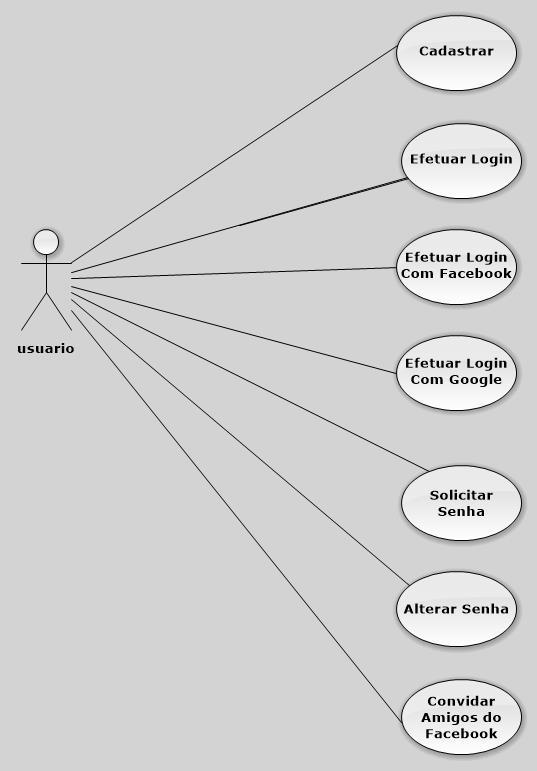 Cadastrar
Efetuar Login
Efetuar Login
Com Facebook
usuario
Efetuar Login
Com Google
Solicitar
Senha
Alterar Senha
Convidar
Amigos do
Facebook